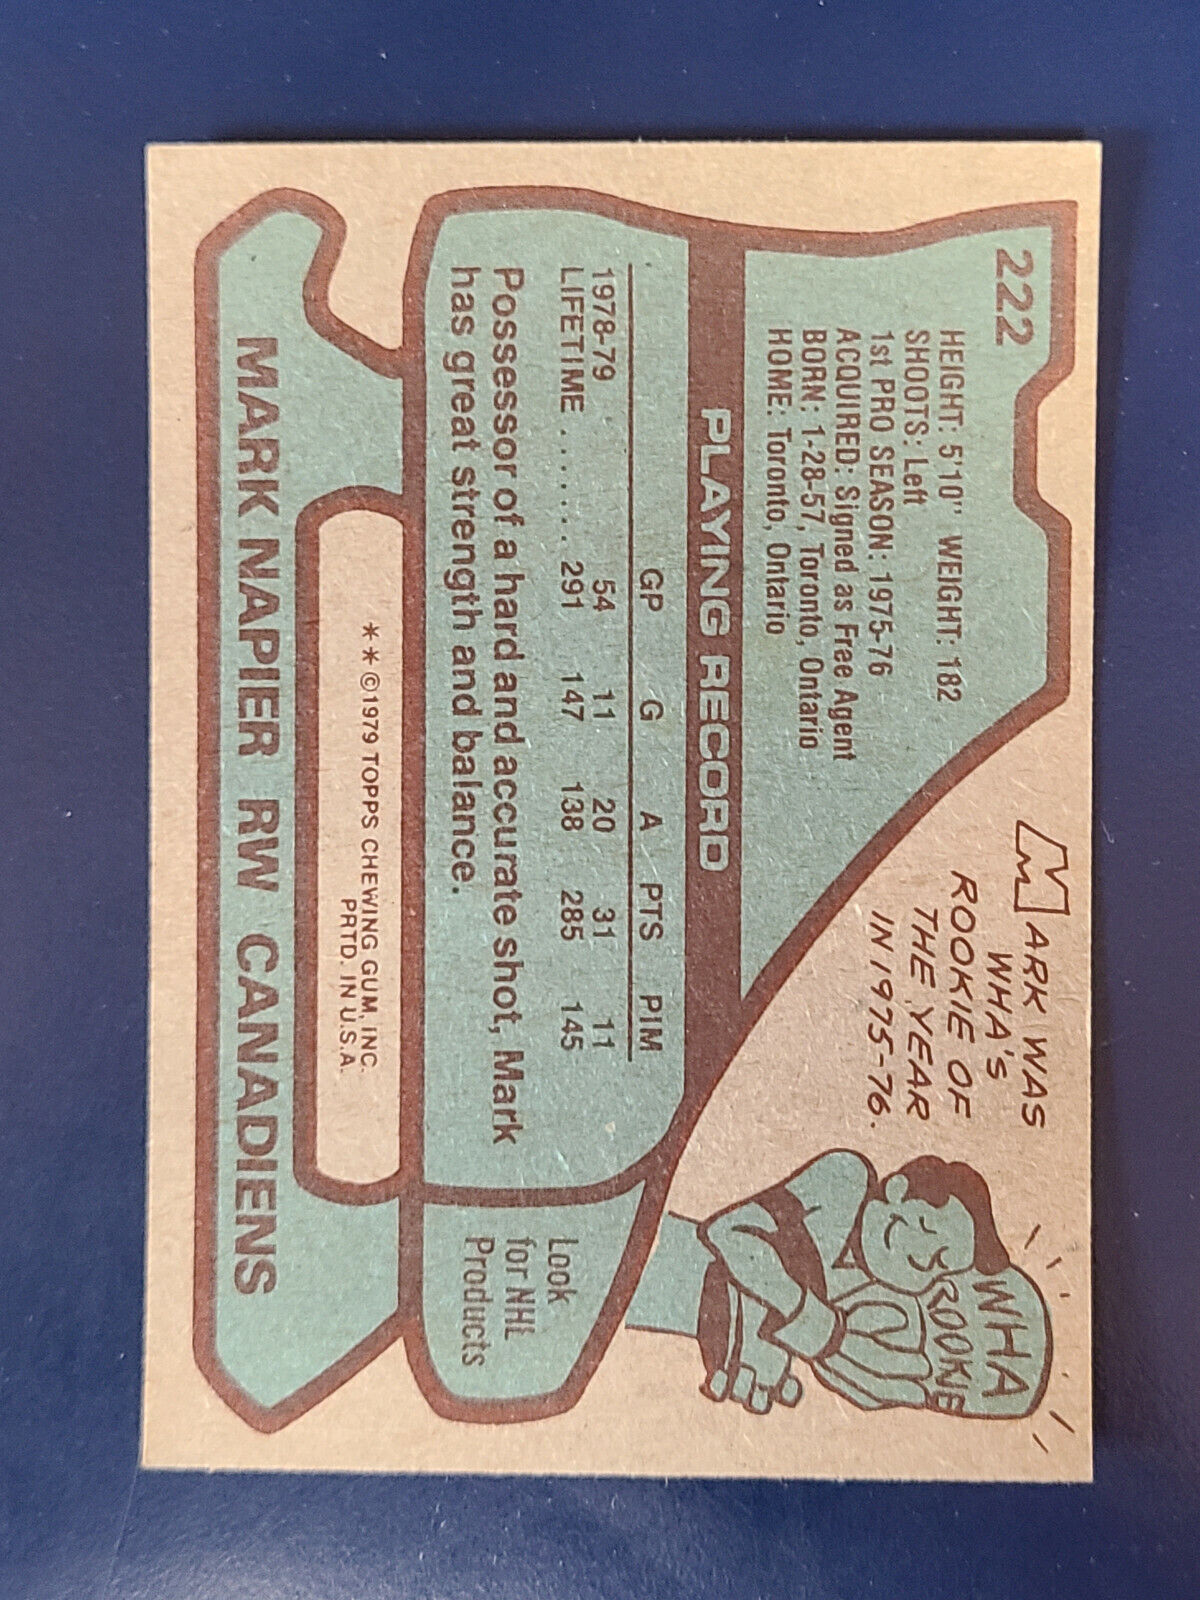 222
HEIGHT: 5'10" WEIGHT: 182
SHOOTS: Left
1st PRO SEASON: 1975-76
ACQUIRED: Signed as Free Agent
BORN: 1-28-57, Toronto, Ontario
HOME: Toronto, Ontario
MARK WAS
WHA'S
ROOKIE OF
THE YEAR
IN 1975-76.
WHA
ROOKIE
PLAYING RECORD
GP G A PTS PIM
1978-79 54 11 20 31 11
LIFETIME ....... 291 147 138 285 145
Possessor of a hard and accurate shot, Mark
has great strength and balance.
Look
for NHL
Products
**©1979 TOPPS CHEWING GUM, INC.
PRTD. IN U.S.A.
MARK NAPIER RW CANADIENS